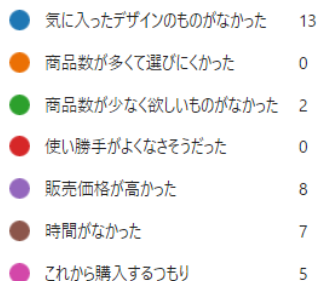 気に入ったデザインのものがなかった 13
商品数が多くて選びにくかった 0
商品数が少なく欲しいものがなかった 2
使い勝手がよくなさそうだった 0
販売価格が高かった 8
時間がなかった 7
これから購入するつもり 5